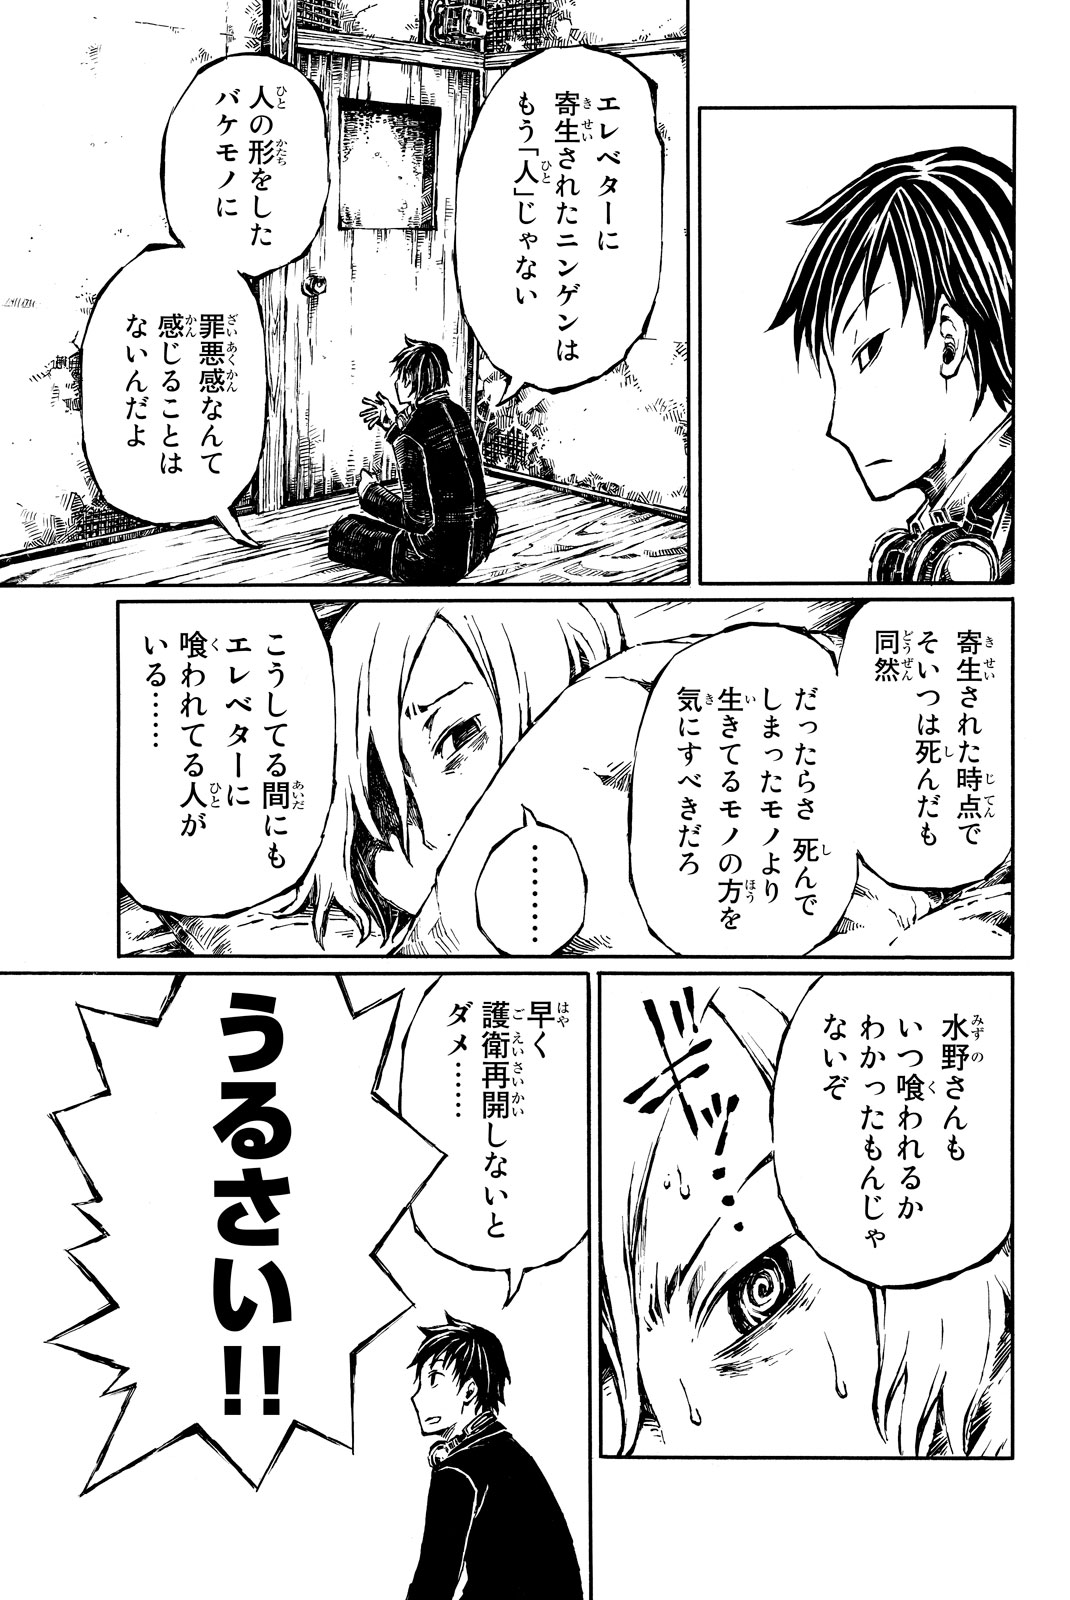 エレベターに
寄生されたニンゲンは
もう「人」じゃない
人の形をした
バケモノに
罪悪感なんて
感じることは
ないんだよ
寄生された時点で
そいつは死んだも
同然
だったらさ 死んで
しまったモノより
生きてるモノの方を
気にすべきだろ
………
こうしてる間にも
エレベターに
喰われてる人が
いる……
水野さんも
いつ喰われるか
わかったもんじゃ
ないぞ
早く
護衛再開しないと
ダメ……
うるさい!!